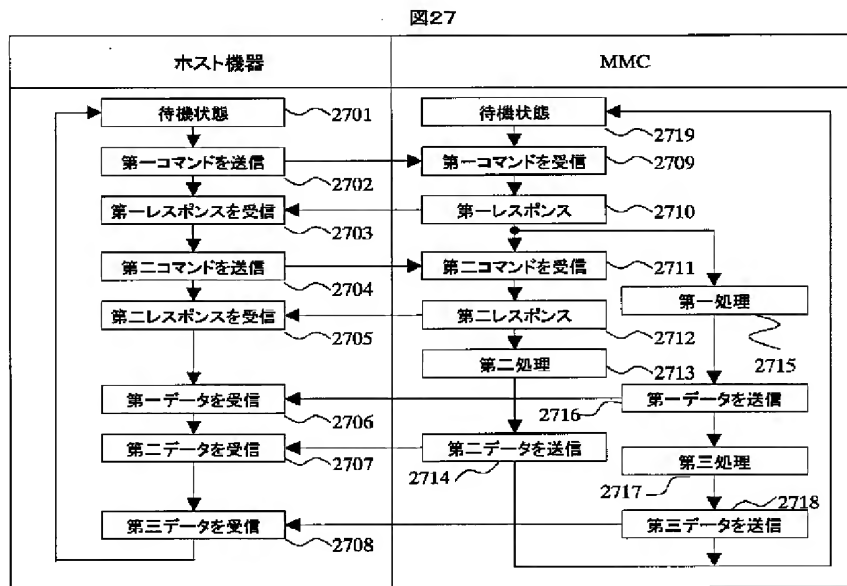 図27
ホスト機器
MMC
待機状態
2701
待機状態
2719
第一コマンドを送信
2702
第一コマンドを受信
2709
第一レスポンスを受信
2703
第一レスポンス
2710
第二コマンドを送信
2704
第二コマンドを受信
2711
第一処理
2715
第二レスポンスを受信
2705
第二レスポンス
2712
第二処理
2713
第一データを受信
2706
第一データを送信
2716
第二データを受信
2707
第二データを送信
2714
第三処理
2717
第三データを受信
2708
第三データを送信
2718